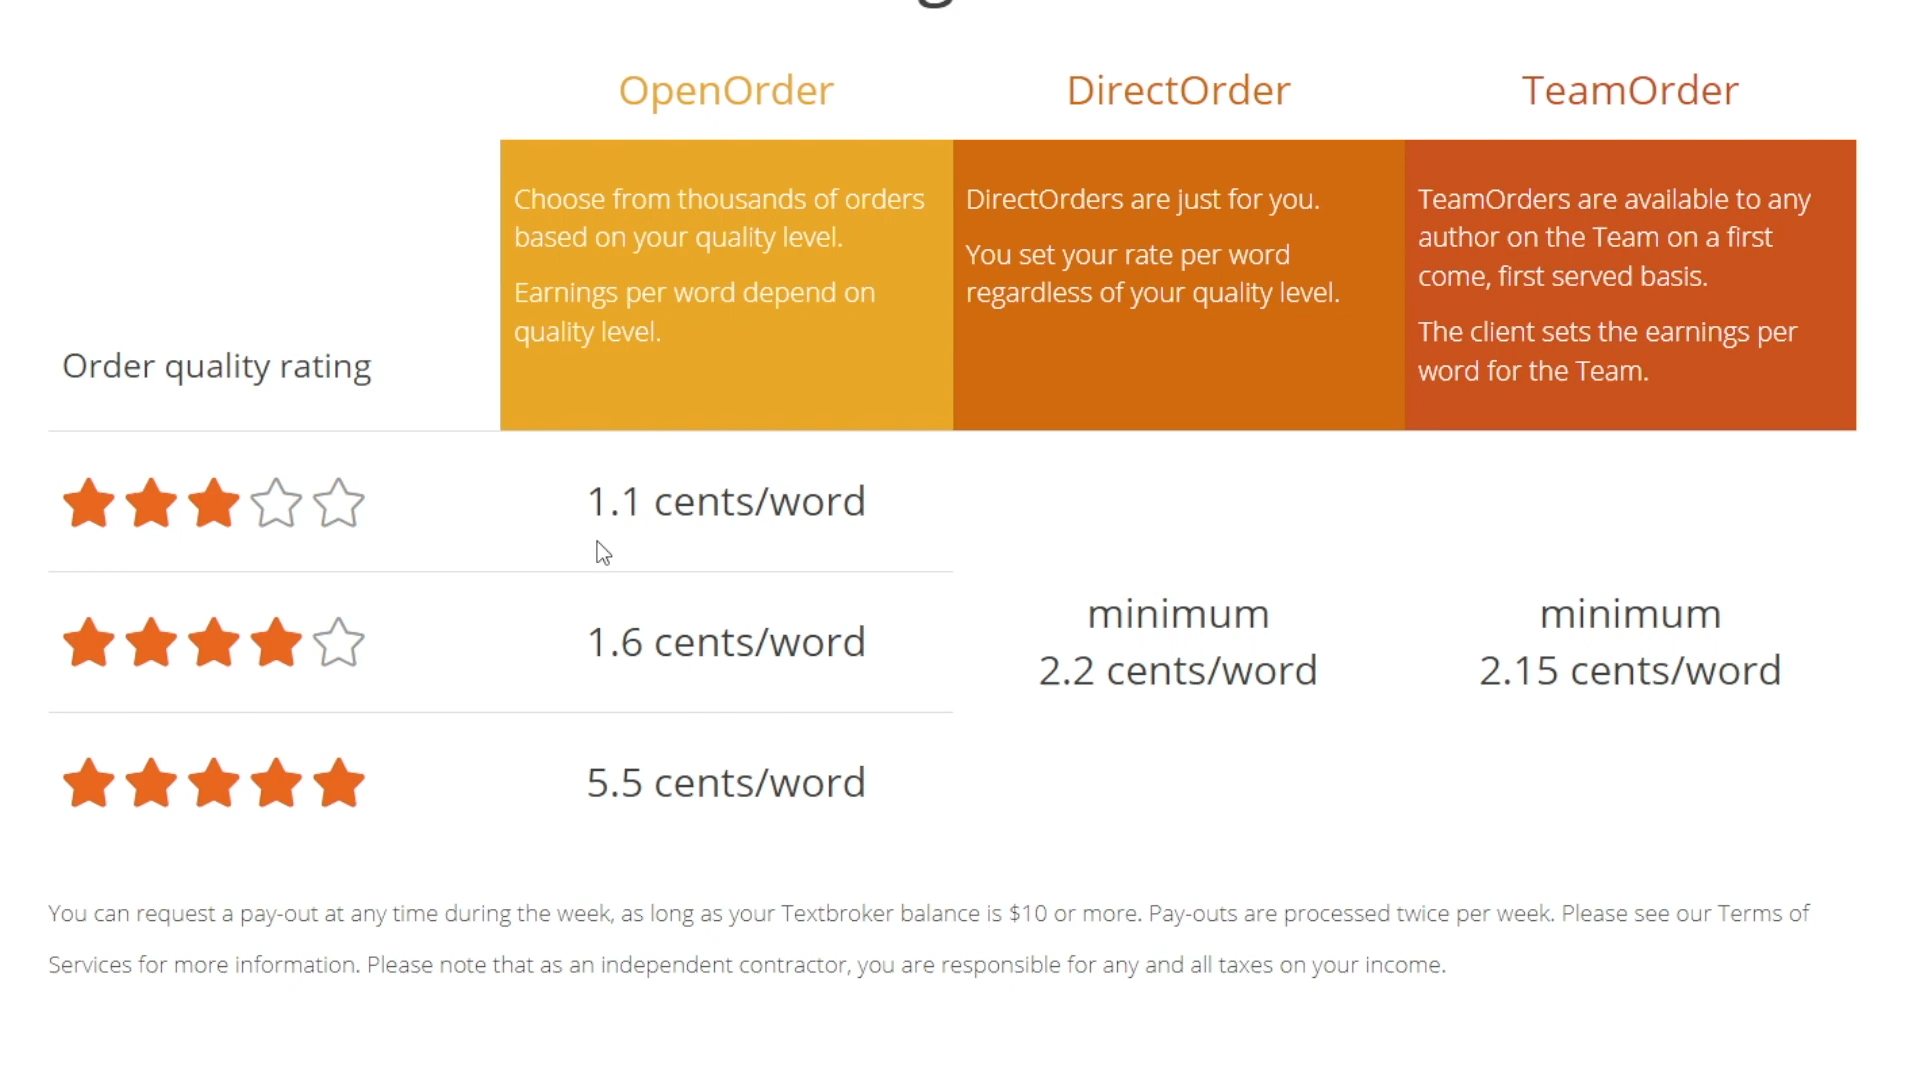 OpenOrder
DirectOrder
TeamOrder
Choose from thousands of orders
based on your quality level.
Earnings per word depend on
quality level.
DirectOrders are just for you.
You set your rate per word
regardless of your quality level.
TeamOrders are available to any
author on the Team on a first
come, first served basis.
The client sets the earnings per
word for the Team.
Order quality rating
1.1 cents/word
1.6 cents/word
5.5 cents/word
minimum
2.2 cents/word
minimum
2.15 cents/word
You can request a pay-out at any time during the week, as long as your Textbroker balance is $10 or more. Pay-outs are processed twice per week. Please see our Terms of
Services for more information. Please note that as an independent contractor, you are responsible for any and all taxes on your income.